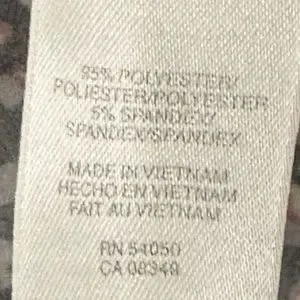 95% POLYESTER/
POLIESTER/POLYESTER
5% SPANDEX/
SPANDEX/SPANDEX
MADE IN VIETNAM
HECHO EN VIETNAM
FAIT AU VIETNAM
RN 54050
CA 08349